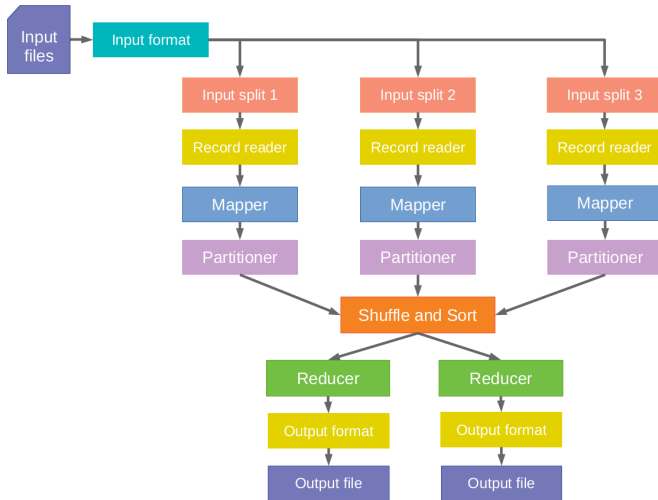 Input
files
Input format
Input split 1
Input split 2
Input split 3
Record reader
Record reader
Record reader
Mapper
Mapper
Mapper
Partitioner
Partitioner
Partitioner
Shuffle and Sort
Reducer
Reducer
Output format
Output format
Output file
Output file